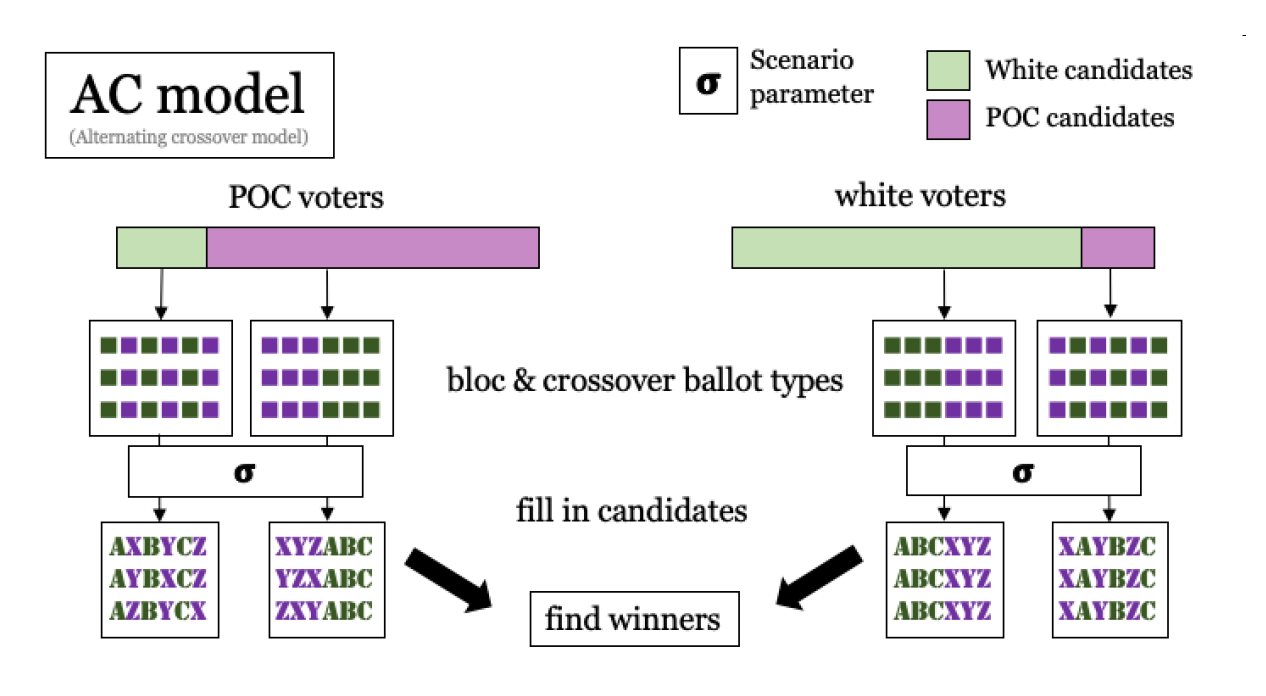 AC model
(Alternating crossover model)
σ
Scenario
parameter
White candidates
POC candidates
POC voters
white voters
bloc & crossover ballot types
σ
σ
fill in candidates
AXBYCZ
AYBXCZ
AZBYCX
XYZABC
YZXABC
ZXYABC
ABCXYZ
ABCXYZ
ABCXYZ
XAYBZC
XAYBZC
XAYBZC
find winners